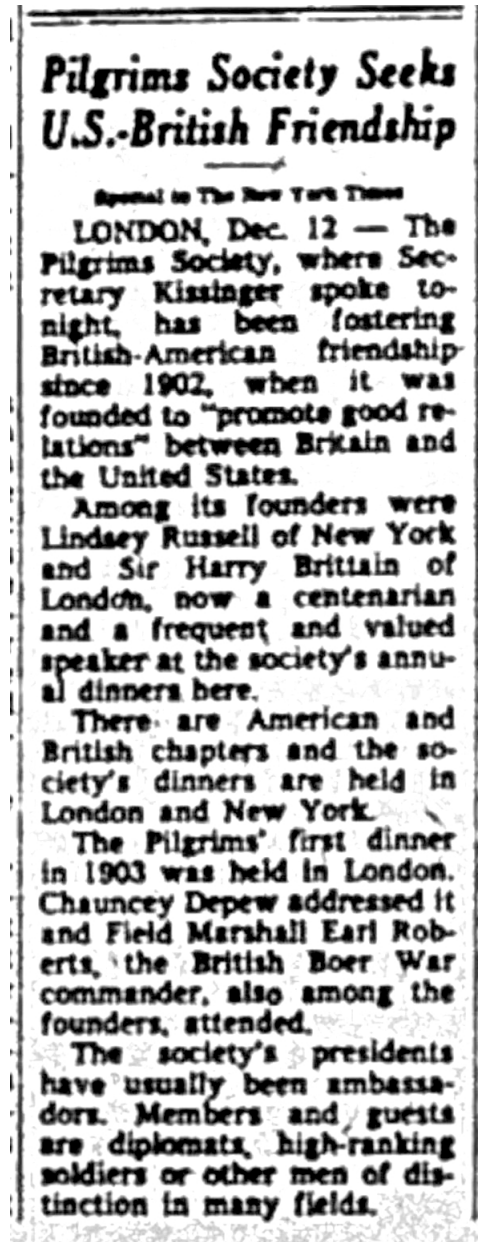 Pilgrims Society Seeks
U.S.-British Friendship
Special to The New York Times
LONDON, Dec. 12 — The
Pilgrims Society, where Sec-
retary Kissinger spoke to-
night, has been fostering
British-American friendship
since 1902, when it was
founded to "promote good re-
lations" between Britain and
the United States.
Among its founders were
Lindsey Russell of New York
and Sir Harry Brittain of
London, now a centenarian
and a frequent and valued
speaker at the society's annu-
al dinners here.
There are American and
British chapters and the so-
ciety's dinners are held in
London and New York.
The Pilgrims' first dinner
in 1903 was held in London.
Chauncey Depew addressed it
and Field Marshall Earl Rob-
erts, the British Boer War
commander, also among the
founders, attended.
The society's presidents
have usually been ambassa-
dors. Members and guests
are diplomats, high-ranking
soldiers or other men of dis-
tinction in many fields.